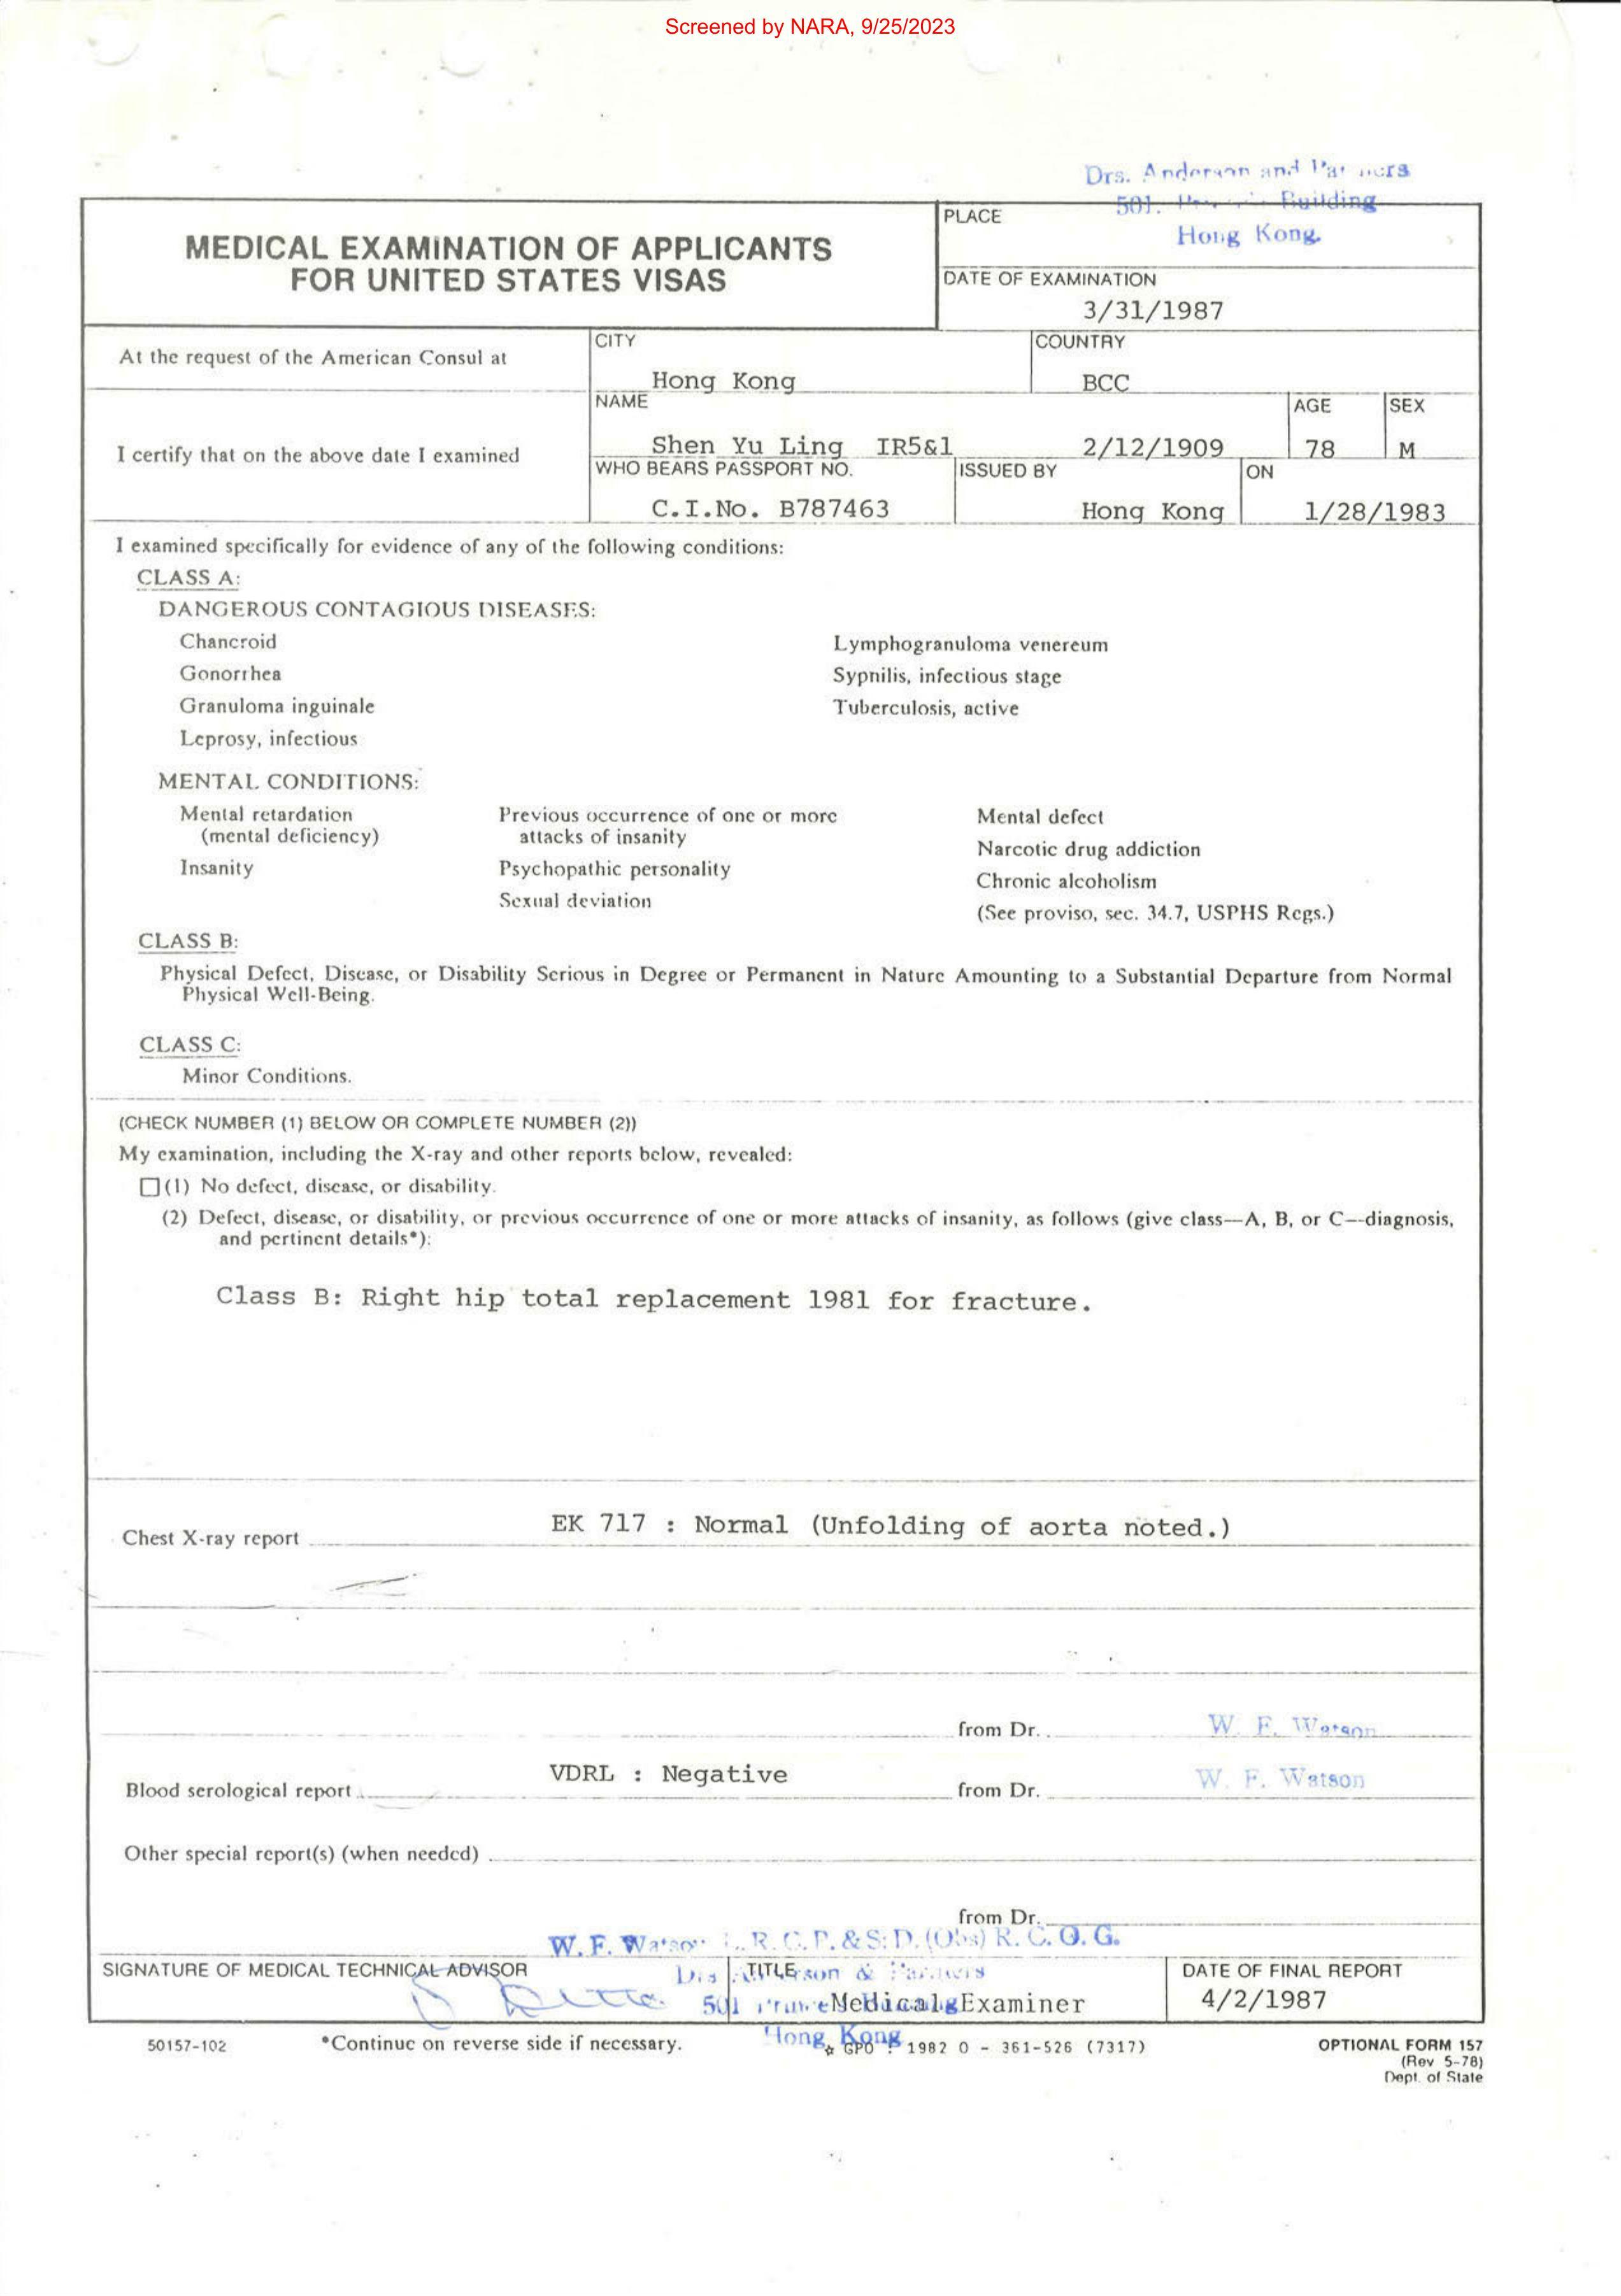 Screened by NARA, 9/25/2023
Drs. Anderson and
501. Building
Hong Kong.
MEDICAL EXAMINATION OF APPLICANTS
FOR UNITED STATES VISAS
PLACE
DATE OF EXAMINATION
3/31/1987
At the request of the American Consul at
CITY
Hong Kong
COUNTRY
BCC
I certify that on the above date I examined
NAME
Shen Yu Ling IR5&1 2/12/1909
AGE
78
SEX
M
WHO BEARS PASSPORT NO.
C.I.No. B787463
ISSUED BY
Hong Kong
ON
1/28/1983
I examined specifically for evidence of any of the following conditions:
CLASS A:
DANGEROUS CONTAGIOUS DISEASES:
Chancroid
Gonorrhea
Granuloma inguinale
Leprosy, infectious
Lymphogranuloma venereum
Sypnilis, infectious stage
Tuberculosis, active
MENTAL CONDITIONS:
Mental retardation
(mental deficiency)
Insanity
Previous occurrence of one or more
attacks of insanity
Psychopathic personality
Sexual deviation
Mental defect
Narcotic drug addiction
Chronic alcoholism
(See proviso, sec. 34.7, USPHS Regs.)
CLASS B:
Physical Defect, Disease, or Disability Serious in Degree or Permanent in Nature Amounting to a Substantial Departure from Normal
Physical Well-Being.
CLASS C:
Minor Conditions.
(CHECK NUMBER (1) BELOW OR COMPLETE NUMBER (2))
My examination, including the X-ray and other reports below, revealed:
(1) No defect, disease, or disability.
(2) Defect, disease, or disability, or previous occurrence of one or more attacks of insanity, as follows (give class—A, B, or C—diagnosis,
and pertinent details*):
Class B: Right hip total replacement 1981 for fracture.
Chest X-ray report EK 717 : Normal (Unfolding of aorta noted.)
from Dr. W. F. Watson
Blood serological report VDRL : Negative from Dr. W. F. Watson
Other special report(s) (when needed)
from Dr.
W. F. Watson L.R.C.P. & S: D. (Obs) R. C. O. G.
Drs Anderson & Partners
501 Building
Hong Kong
SIGNATURE OF MEDICAL TECHNICAL ADVISOR
TITLE
Medical Examiner
DATE OF FINAL REPORT
4/2/1987
50157-102
*Continue on reverse side if necessary.
☆ GPO : 1982 O - 361-526 (7317)
OPTIONAL FORM 157
(Rev 5-78)
Dept. of State